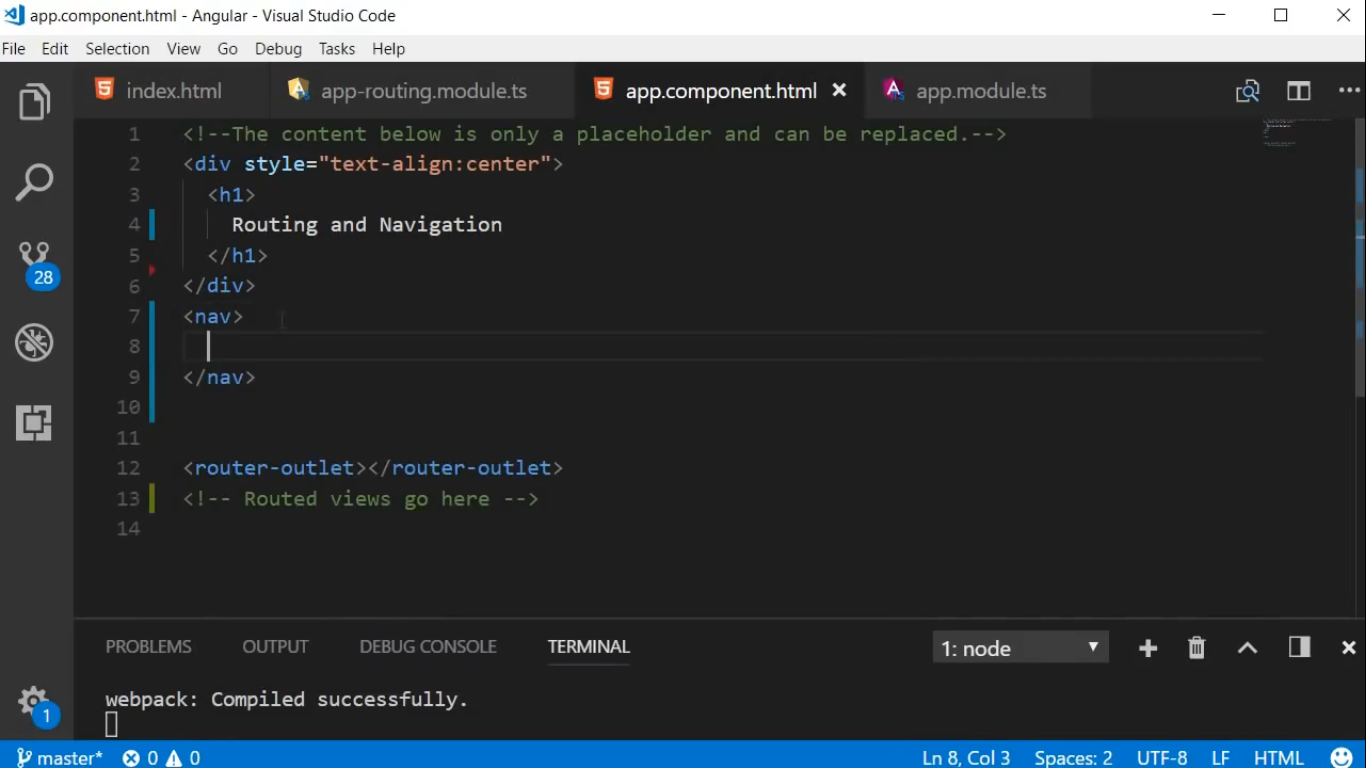 app.component.html - Angular - Visual Studio Code
File Edit Selection View Go Debug Tasks Help
index.html app-routing.module.ts app.component.html app.module.ts
1 <!--The content below is only a placeholder and can be replaced.-->
2 <div style="text-align:center">
3 <h1>
4 Routing and Navigation
5 </h1>
6 </div>
7 <nav>
8
9 </nav>
10
11
12 <router-outlet></router-outlet>
13 <!-- Routed views go here -->
14
28
1
PROBLEMS OUTPUT DEBUG CONSOLE TERMINAL 1: node
webpack: Compiled successfully.
master* 0 0 Ln 8, Col 3 Spaces: 2 UTF-8 LF HTML